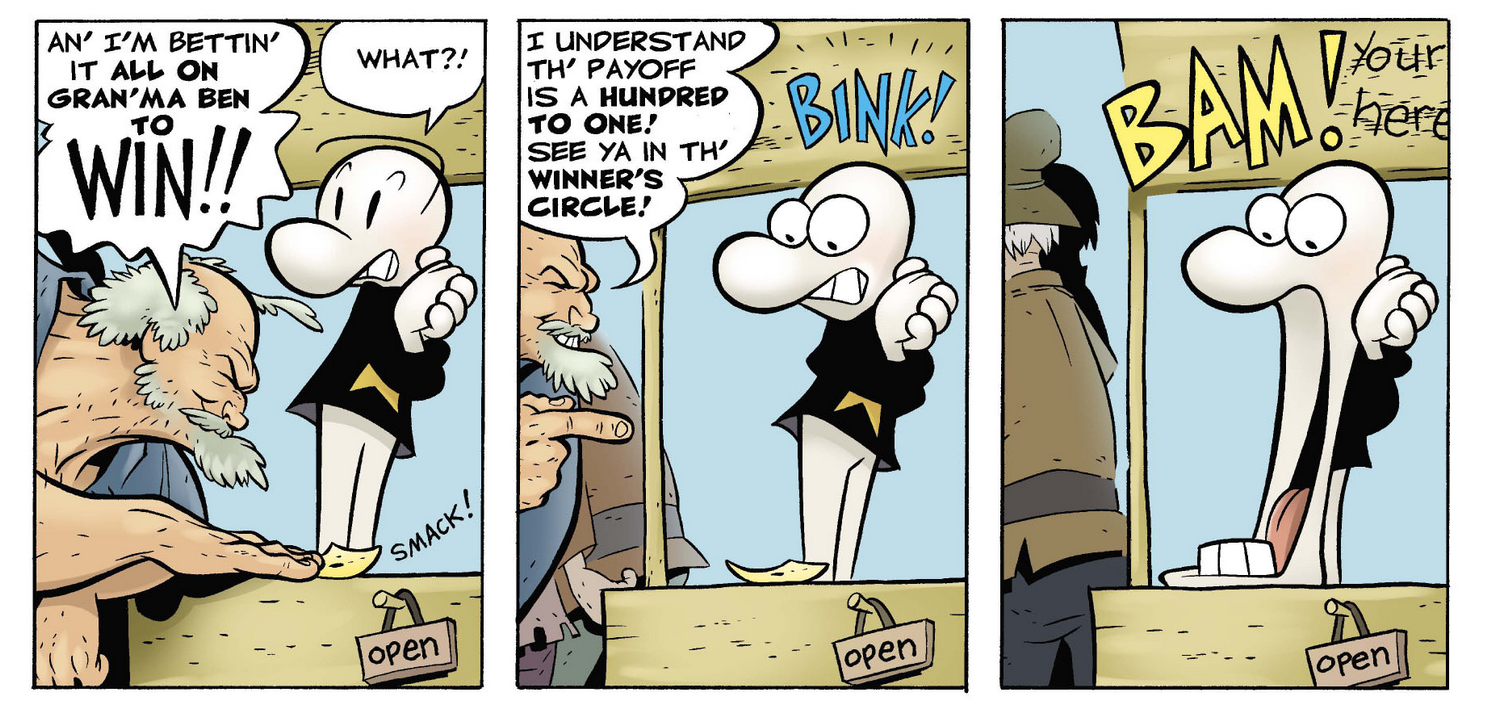 AN' I'M BETTIN'
IT ALL ON
GRAN'MA BEN
TO
WIN!!
WHAT?!
SMACK!
open
I UNDERSTAND
TH' PAYOFF
IS A HUNDRED
TO ONE!
SEE YA IN TH'
WINNER'S
CIRCLE!
BINK!
open
BAM!
your
here
open